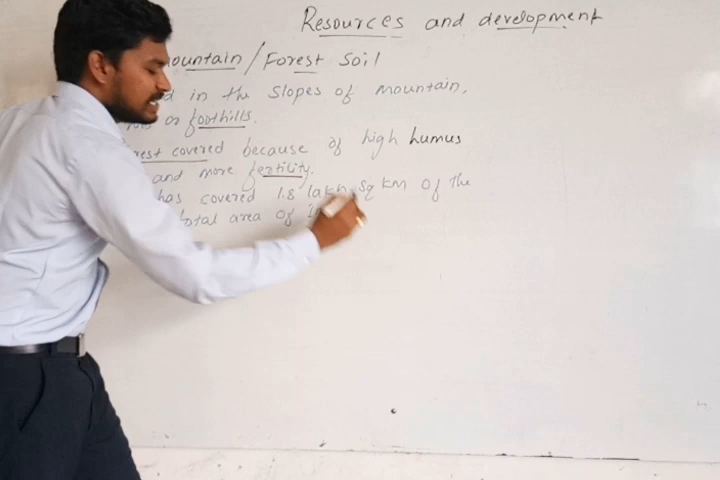 Resources and development
ountain / Forest Soil
d in the slopes of mountain,
or foothills.
rest covered because of high humus
and more fertility.
has covered 1.8 lakh Sq km of the
otal area of